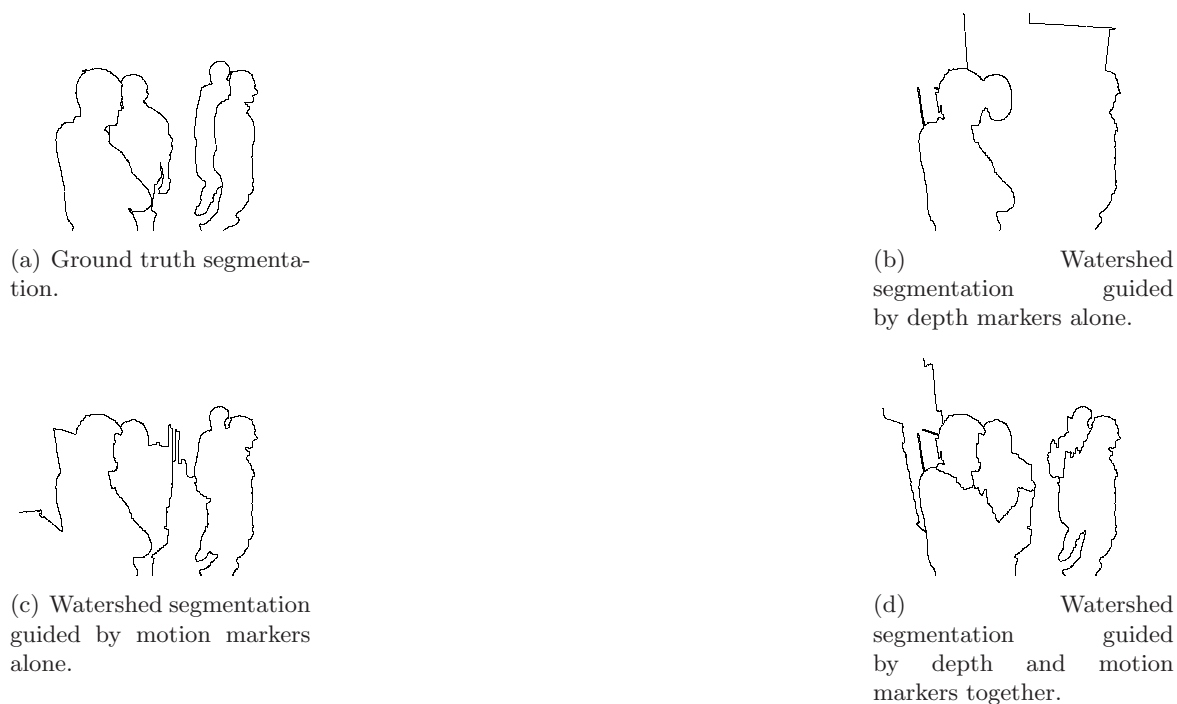 (a) Ground truth segmenta-
tion.
(b) Watershed
segmentation guided
by depth markers alone.
(c) Watershed segmentation
guided by motion markers
alone.
(d) Watershed
segmentation guided
by depth and motion
markers together.